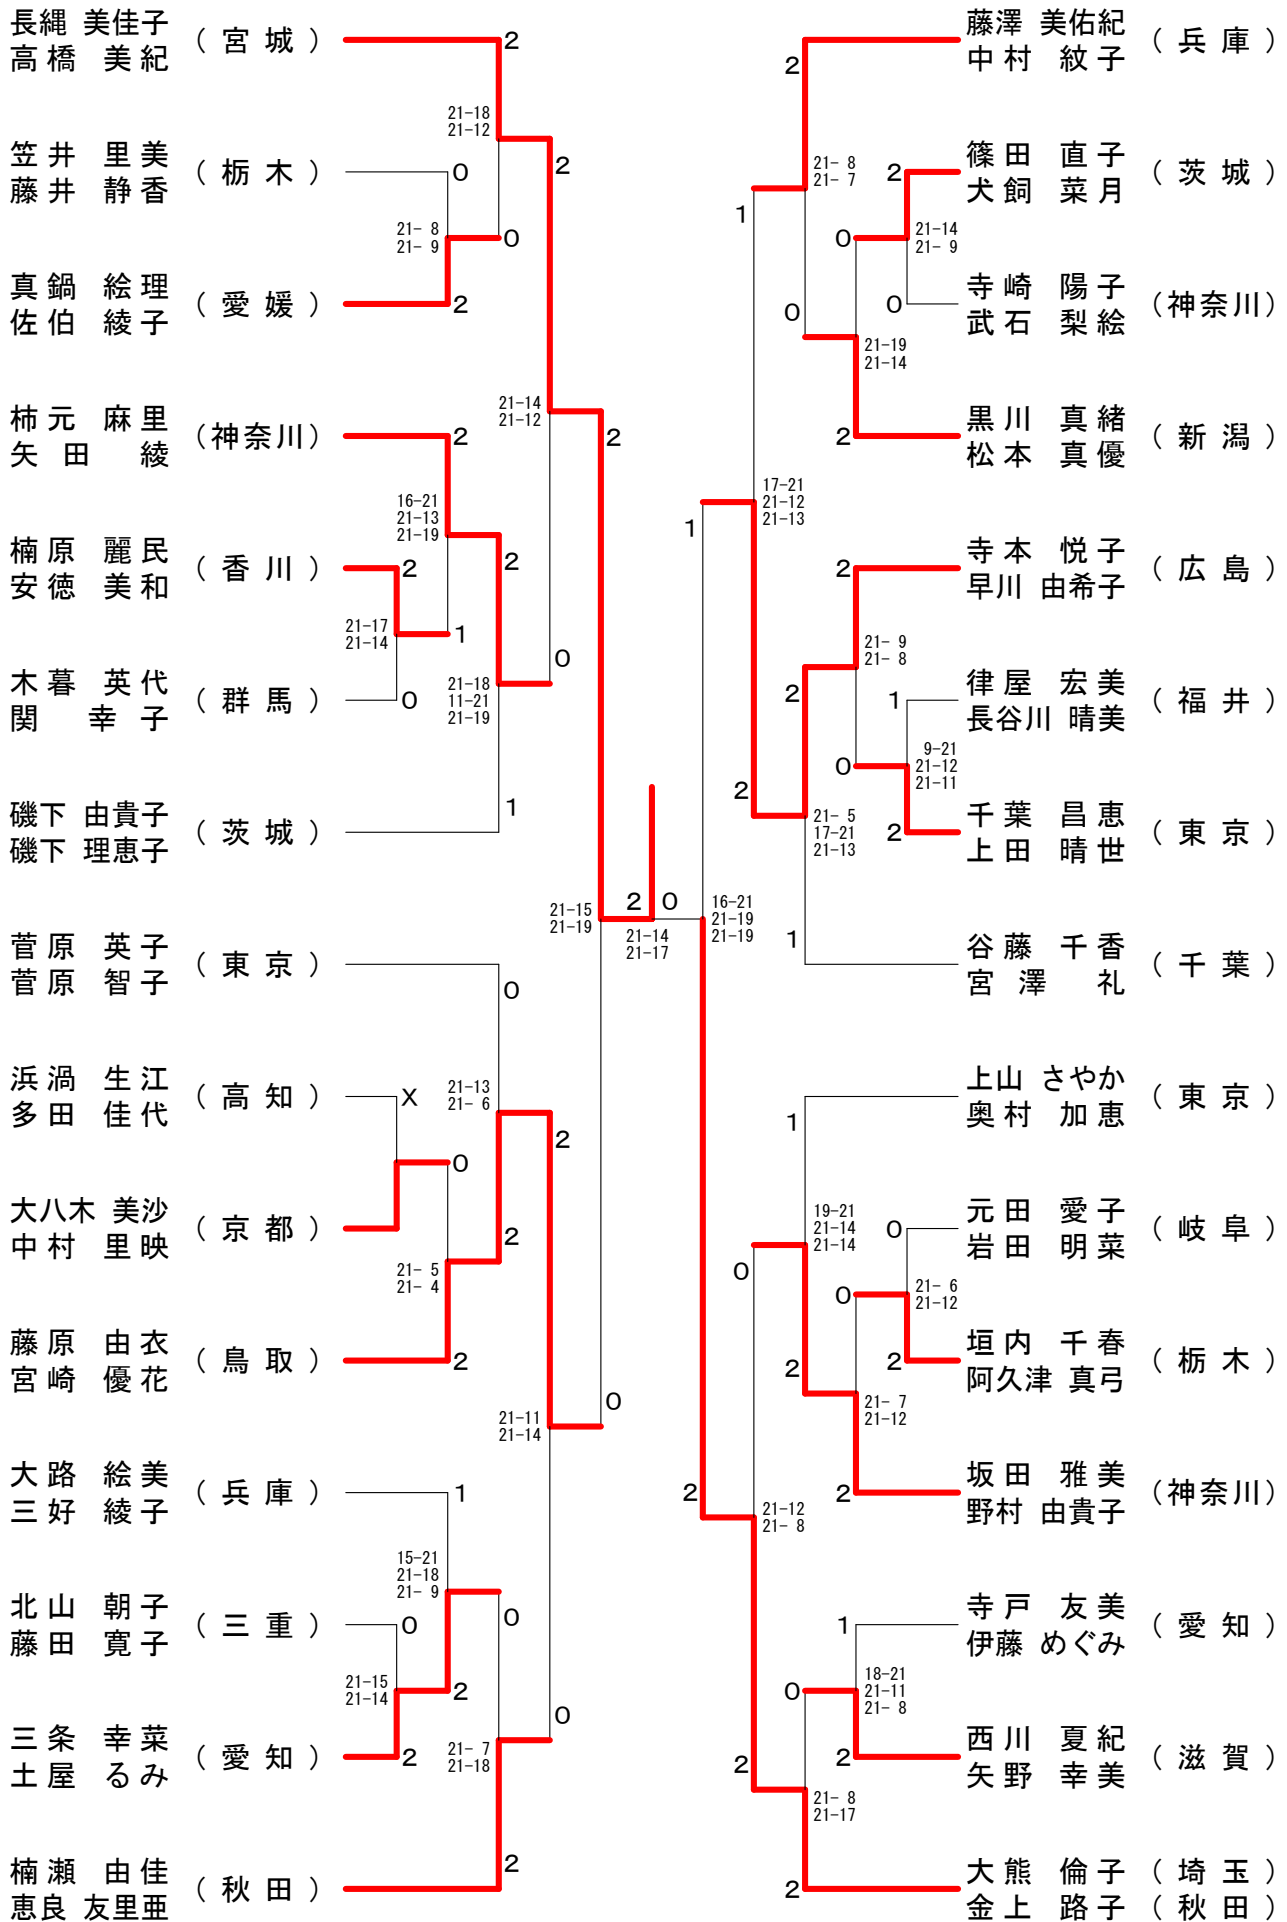 長縄 美佳子
高橋 美紀
(宮城)
2
21-18
21-12
笠井 里美
藤井 静香
(栃木)
0
2
21- 8
21- 9
0
真鍋 絵理
佐伯 綾子
(愛媛)
2
柿元 麻里
矢田 綾
(神奈川)
2
21-14
21-12
2
16-21
21-13
21-19
楠原 麗民
安徳 美和
(香川)
2
2
21-17
21-14
1
0
木暮 英代
関 幸子
(群馬)
0
21-18
11-21
21-19
磯下 由貴子
磯下 理恵子
(茨城)
1
21-15
21-19
菅原 英子
菅原 智子
(東京)
0
浜渦 生江
多田 佳代
(高知)
X
21-13
21- 6
2
0
大八木 美沙
中村 里映
(京都)
2
21- 5
21- 4
藤原 由衣
宮崎 優花
(鳥取)
2
0
21-11
21-14
大路 絵美
三好 綾子
(兵庫)
1
15-21
21-18
21- 9
北山 朝子
藤田 寛子
(三重)
0
0
21-15
21-14
2
0
三条 幸菜
土屋 るみ
(愛知)
2
21- 7
21-18
楠瀬 由佳
恵良 友里亜
(秋田)
2
2
0
21-14
21-17
藤澤 美佑紀
中村 紋子
(兵庫)
2
21- 8
21- 7
篠田 直子
犬飼 菜月
(茨城)
2
1
0
21-14
21- 9
寺崎 陽子
武石 梨絵
(神奈川)
0
0
21-19
21-14
黒川 真緒
松本 真優
(新潟)
2
17-21
21-12
21-13
1
寺本 悦子
早川 由希子
(広島)
2
21- 9
21- 8
2
律屋 宏美
長谷川 晴美
(福井)
1
9-21
21-12
21-11
0
2
千葉 昌恵
上田 晴世
(東京)
2
21- 5
17-21
21-13
16-21
21-19
21-19
谷藤 千香
宮澤 礼
(千葉)
1
上山 さやか
奥村 加恵
(東京)
1
19-21
21-14
21-14
元田 愛子
岩田 明菜
(岐阜)
0
0
21- 6
21-12
0
垣内 千春
阿久津 真弓
(栃木)
2
2
21- 7
21-12
坂田 雅美
野村 由貴子
(神奈川)
2
2
21-12
21- 8
寺戸 友美
伊藤 めぐみ
(愛知)
1
18-21
21-11
21- 8
0
西川 夏紀
矢野 幸美
(滋賀)
2
2
21- 8
21-17
大熊 倫子 (埼玉)
金上 路子 (秋田)
2